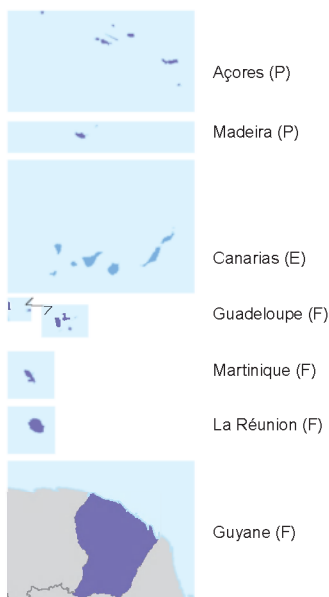 Açores (P)
Madeira (P)
Canarias (E)
Guadeloupe (F)
Martinique (F)
La Réunion (F)
Guyane (F)